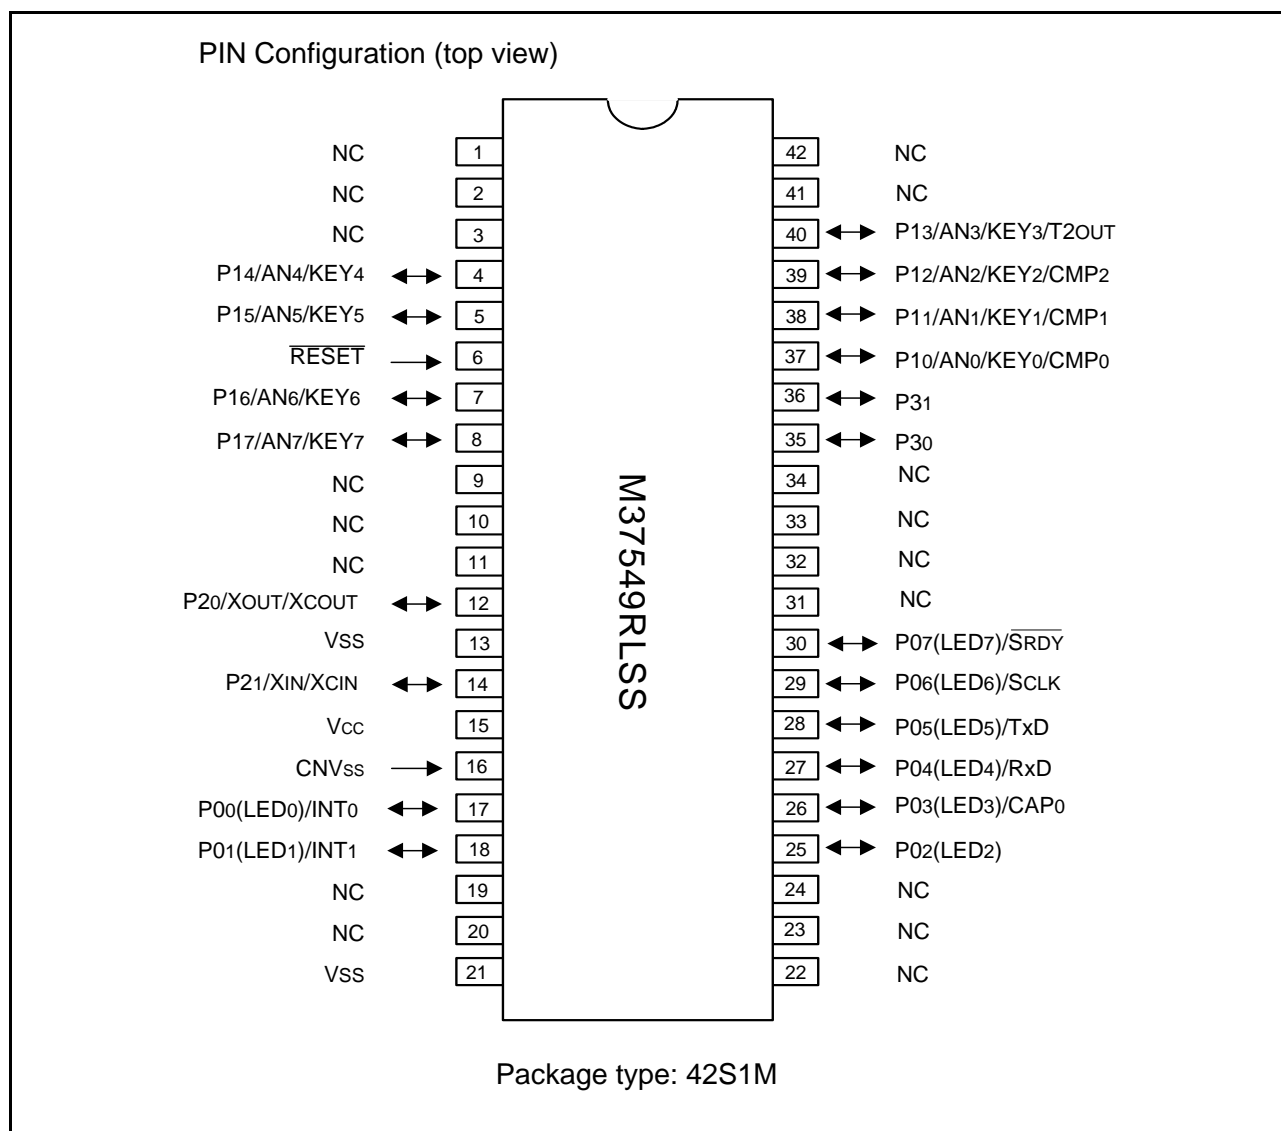 PIN Configuration (top view)
NC 1 42 NC
NC 2 41 NC
NC 3 40 P13/AN3/KEY3/T2OUT
P14/AN4/KEY4 4 39 P12/AN2/KEY2/CMP2
P15/AN5/KEY5 5 38 P11/AN1/KEY1/CMP1
RESET 6 37 P10/AN0/KEY0/CMP0
P16/AN6/KEY6 7 36 P31
P17/AN7/KEY7 8 35 P30
NC 9 34 NC
NC 10 33 NC
NC 11 32 NC
P20/XOUT/XCOUT 12 31 NC
VSS 13 30 P07(LED7)/SRDY
P21/XIN/XCIN 14 29 P06(LED6)/SCLK
VCC 15 28 P05(LED5)/TxD
CNVSS 16 27 P04(LED4)/RxD
P00(LED0)/INT0 17 26 P03(LED3)/CAP0
P01(LED1)/INT1 18 25 P02(LED2)
NC 19 24 NC
NC 20 23 NC
VSS 21 22 NC
M37549RLSS
Package type: 42S1M